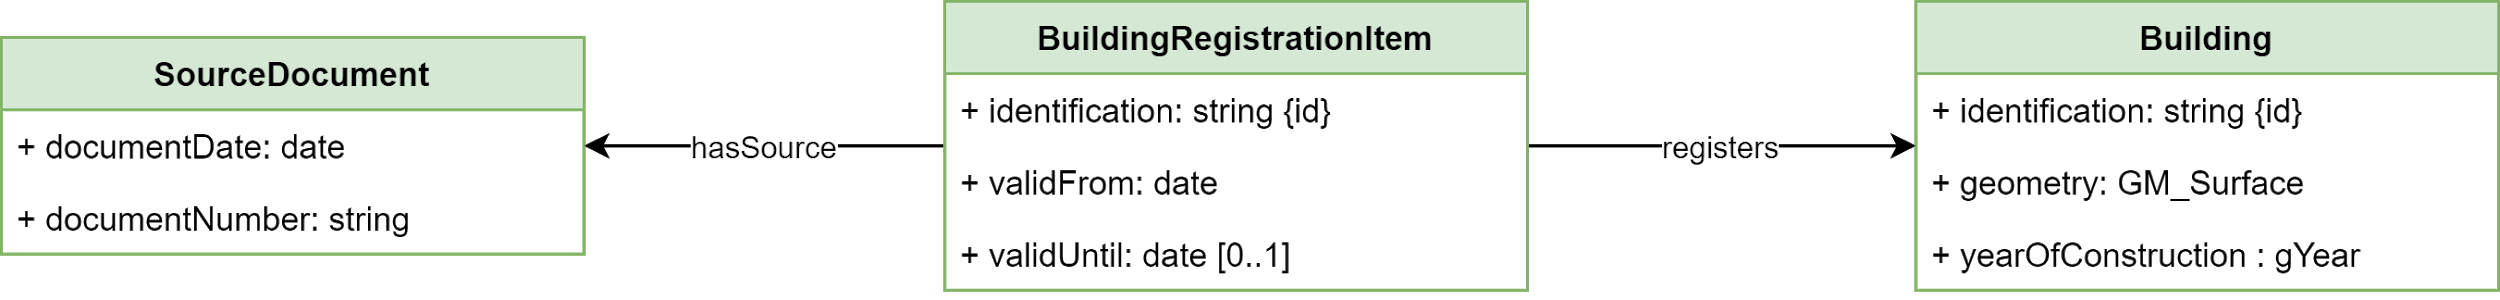 SourceDocument
+ documentDate: date
+ documentNumber: string
hasSource
BuildingRegistrationItem
+ identification: string {id}
+ validFrom: date
+ validUntil: date [0..1]
registers
Building
+ identification: string {id}
+ geometry: GM_Surface
+ yearOfConstruction : gYear